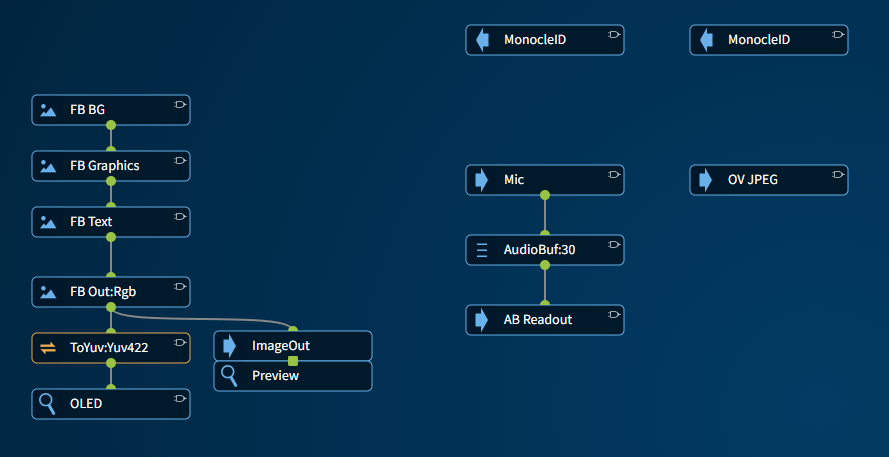 MonocleID
MonocleID
FB BG
FB Graphics
Mic
OV JPEG
FB Text
AudioBuf:30
FB Out:Rgb
AB Readout
ToYuv:Yuv422
ImageOut
Preview
OLED